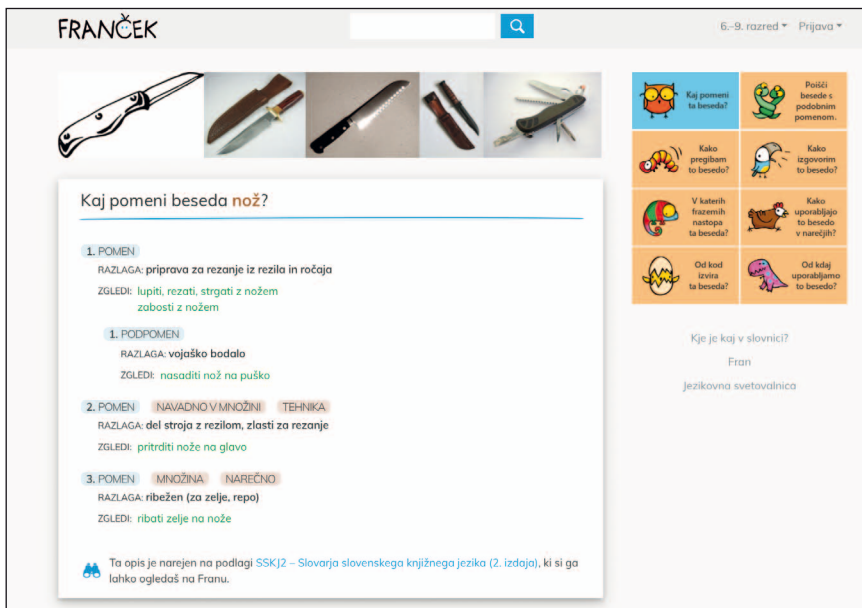 FRANČEK
6.–9. razred
Prijava
Kaj pomeni beseda nož?
1. POMEN
RAZLAGA: priprava za rezanje iz rezila in ročaja
ZGLEDI: lupiti, rezati, strgati z nožem
zabosti z nožem
1. PODPOMEN
RAZLAGA: vojaško bodalo
ZGLEDI: nasaditi nož na puško
2. POMEN NAVADNO V MNOŽINI TEHNIKA
RAZLAGA: del stroja z rezilom, zlasti za rezanje
ZGLEDI: pritrditi nože na glavo
3. POMEN MNOŽINA NAREČNO
RAZLAGA: ribežen (za zelje, repo)
ZGLEDI: ribati zelje na nože
Ta opis je narejen na podlagi SSKJ2 – Slovarja slovenskega knjižnega jezika (2. izdaja), ki si ga
lahko ogledaš na Franu.
Kaj pomeni
ta beseda?
Poišči
besede s
podobnim
pomenom.
Kako
pregibam
to besedo?
Kako
izgovorim
to besedo?
V katerih
frazemih
nastopa
ta beseda?
Kako
uporabljajo
to besedo
v narečjih?
Od kod
izvira
ta beseda?
Od kdaj
uporabljamo
to besedo?
Kje je kaj v slovnici?
Fran
Jezikovna svetovalnica